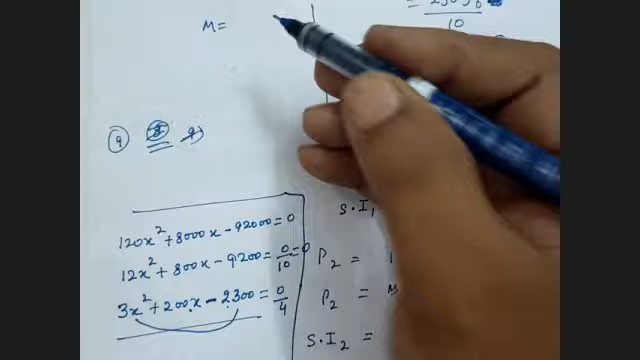 M=
10
9
120x² + 8000x - 92000 = 0
12x² + 800x - 9200 = 0/10 = 0
3x² + 200x - 2300 = 0/4
S.I₁
P₂ =
P₂ = M
S.I₂ =